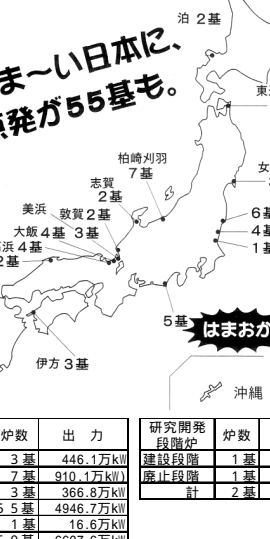 ま～い日本に、
原発が55基も。
泊 2基
東
柏崎刈羽
7基
志賀
2基
女
美浜
敦賀2基
大飯4基 3基
高浜4基
2基
6基
4基
1基
5基
はまおか
伊方 3基
沖縄
炉数 出 力
3基 446.1万kW
7基 910.1万kW)
3基 366.8万kW
55基 4946.7万kW
1基 16.6万kW
研究開発
段階炉 炉数
建設段階 1基
廃止段階 1基
計 2基